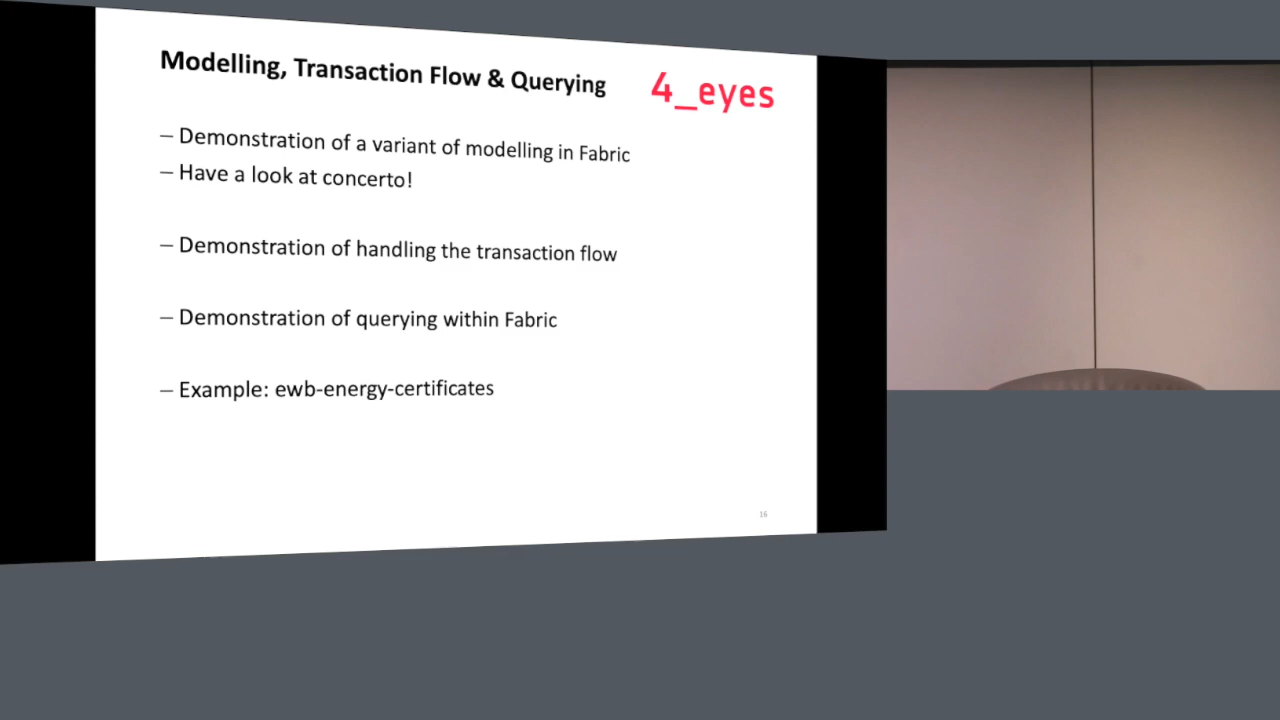 Modelling, Transaction Flow & Querying
4_eyes
– Demonstration of a variant of modelling in Fabric
– Have a look at concerto!
– Demonstration of handling the transaction flow
– Demonstration of querying within Fabric
– Example: ewb-energy-certificates
16